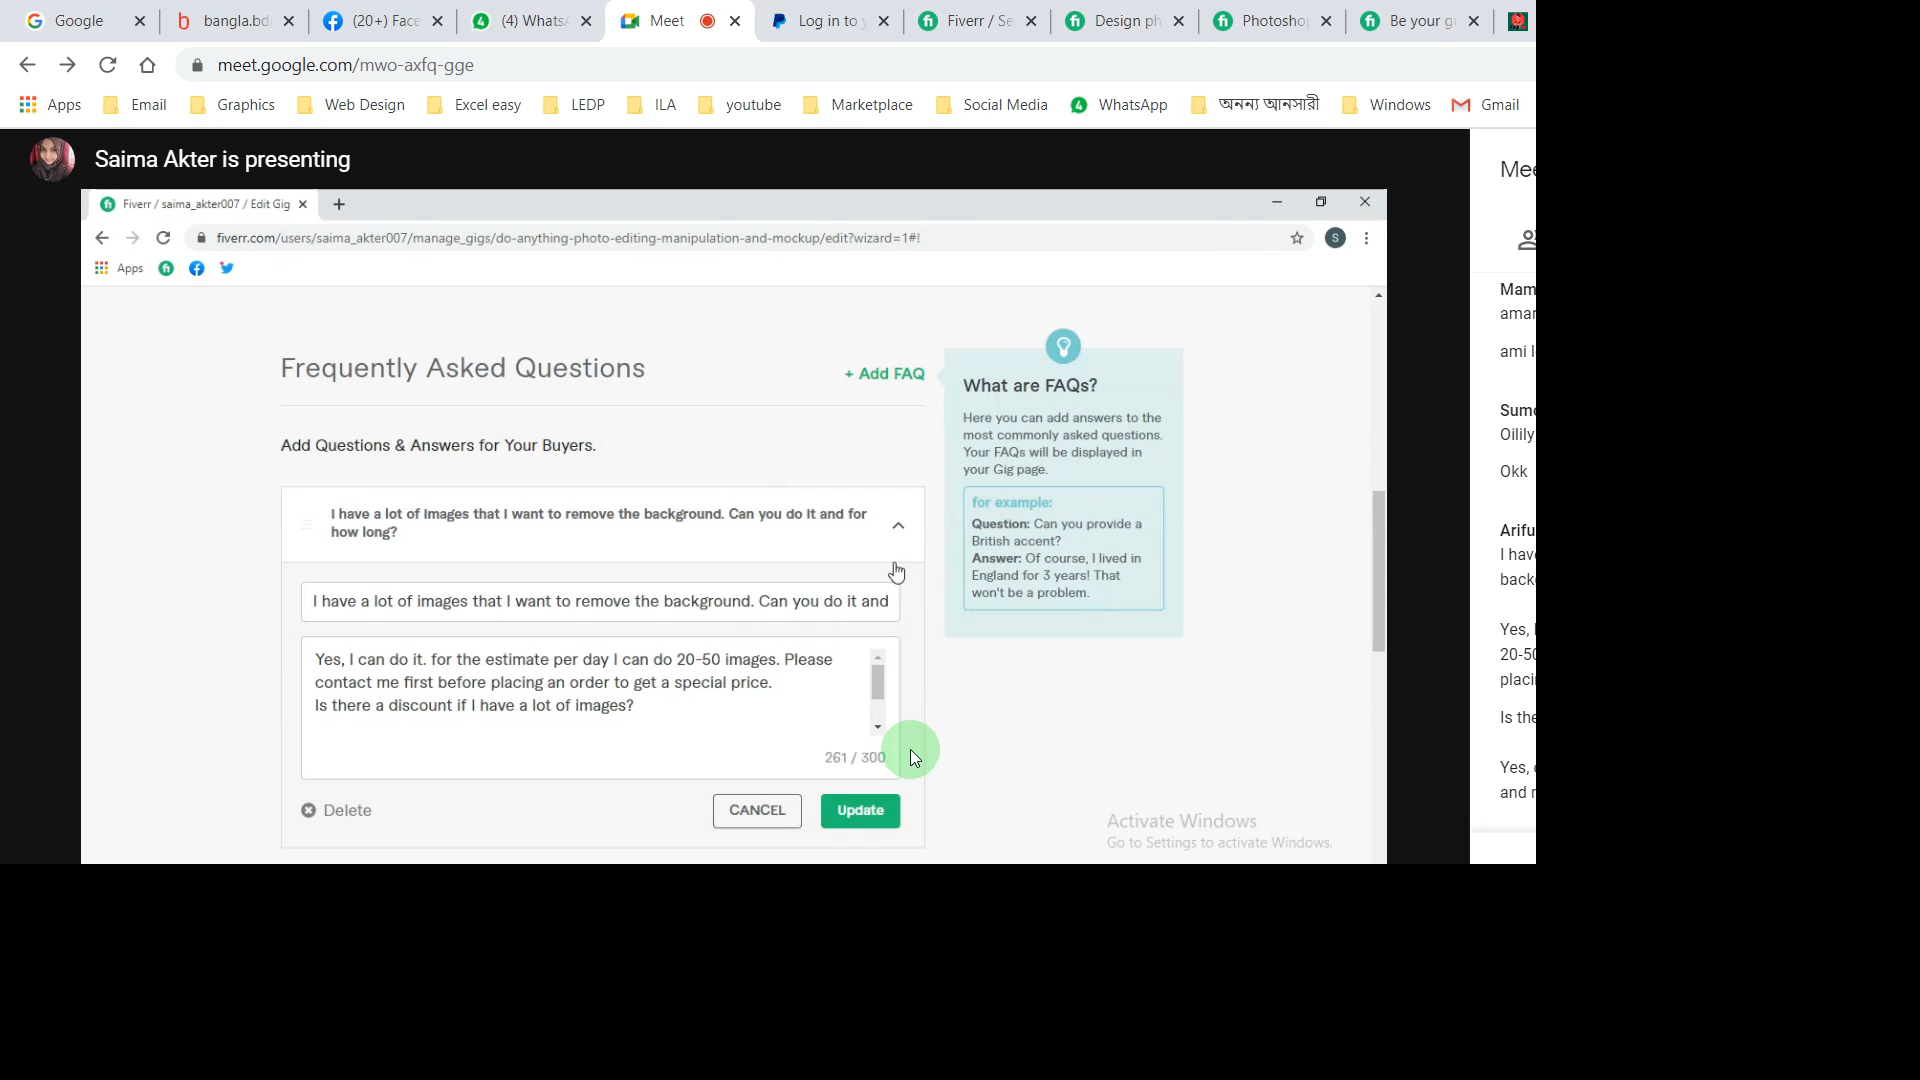 Google
bangla.bd
(20+) Face
(4) Whats
Meet
Log in to y
Fiverr / Se
Design ph
Photoshop
Be your g
meet.google.com/mwo-axfq-gge
Apps
Email
Graphics
Web Design
Excel easy
LEDP
ILA
youtube
Marketplace
Social Media
WhatsApp
অনন্য আনসারী
Windows
Gmail
Saima Akter is presenting
Fiverr / saima_akter007 / Edit Gig
fiverr.com/users/saima_akter007/manage_gigs/do-anything-photo-editing-manipulation-and-mockup/edit?wizard=1#!
S
Apps
Frequently Asked Questions
+ Add FAQ
Add Questions & Answers for Your Buyers.
I have a lot of images that I want to remove the background. Can you do it and for
how long?
I have a lot of images that I want to remove the background. Can you do it and
Yes, I can do it. for the estimate per day I can do 20-50 images. Please
contact me first before placing an order to get a special price.
Is there a discount if I have a lot of images?
261 / 300
Delete
CANCEL
Update
What are FAQs?
Here you can add answers to the
most commonly asked questions.
Your FAQs will be displayed in
your Gig page.
for example:
Question: Can you provide a
British accent?
Answer: Of course, I lived in
England for 3 years! That
won't be a problem.
Activate Windows
Go to Settings to activate Windows.
Mee
Mam
amar
ami l
Sumo
Oilily
Okk
Arifu
I hav
back
Yes, I
20-50
placi
Is the
Yes,
and r